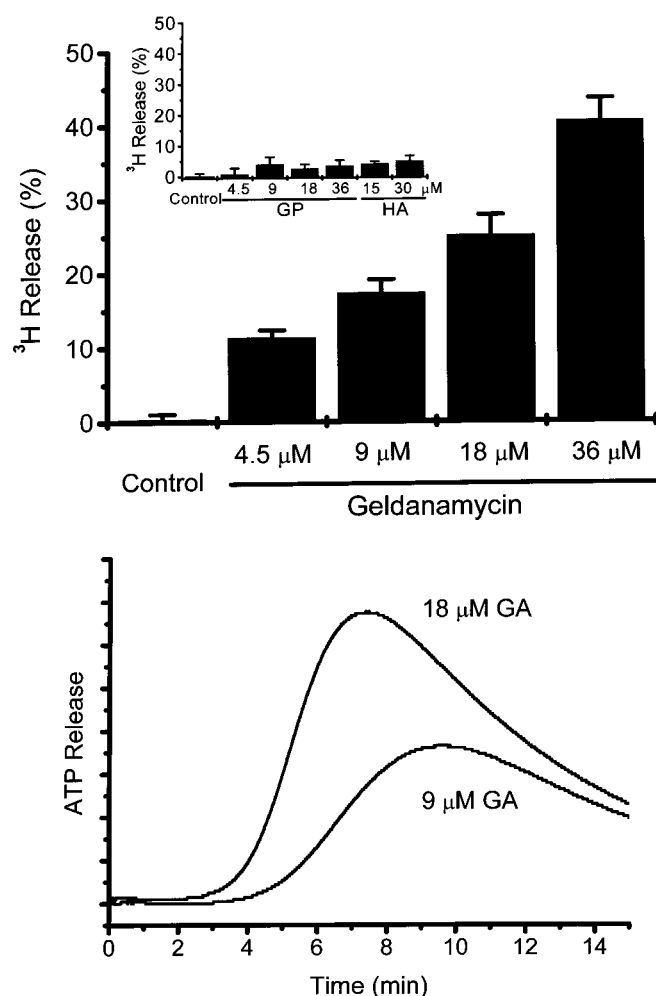 50
40
30
20
10
0
³H Release (%)
50
40
30
20
10
0
³H Release (%)
Control
4.5 9 18 36 15 30 μM
GP HA
4.5 μM 9 μM 18 μM 36 μM
Control
Geldanamycin
18 μM GA
9 μM GA
ATP Release
0 2 4 6 8 10 12 14
Time (min)